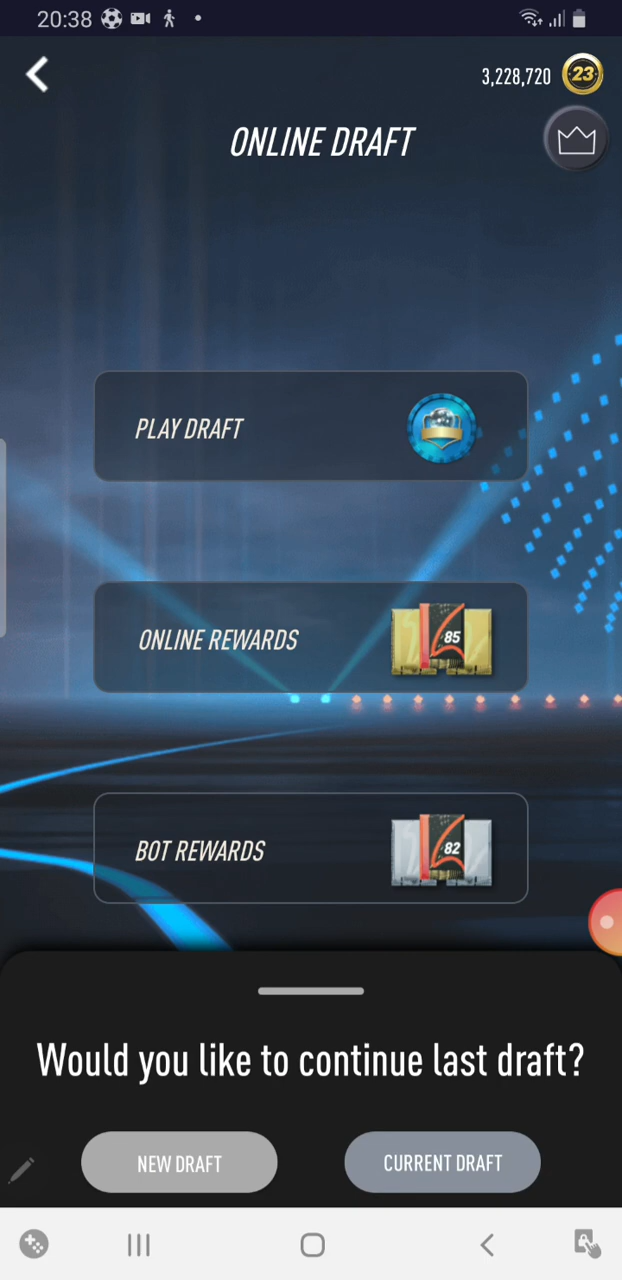 20:38
3,228,720
23
ONLINE DRAFT
PLAY DRAFT
ONLINE REWARDS
85
BOT REWARDS
82
Would you like to continue last draft?
NEW DRAFT
CURRENT DRAFT